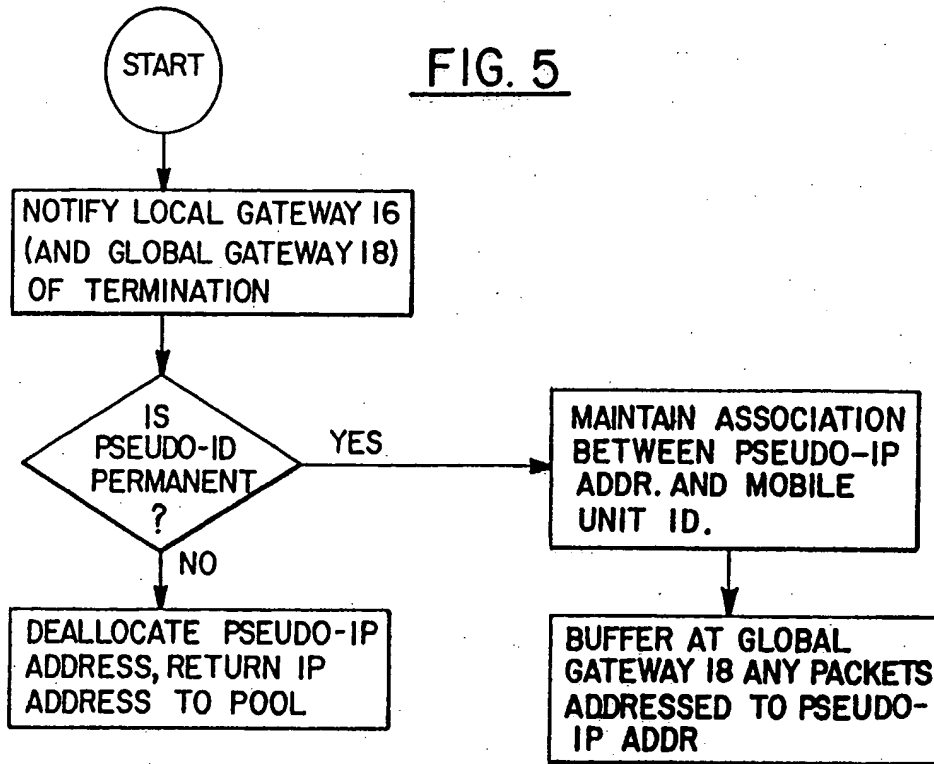 START
FIG. 5
NOTIFY LOCAL GATEWAY 16
(AND GLOBAL GATEWAY 18)
OF TERMINATION
IS
PSEUDO-ID
PERMANENT
?
YES
NO
MAINTAIN ASSOCIATION
BETWEEN PSEUDO-IP
ADDR. AND MOBILE
UNIT ID.
DEALLOCATE PSEUDO-IP
ADDRESS, RETURN IP
ADDRESS TO POOL
BUFFER AT GLOBAL
GATEWAY 18 ANY PACKETS
ADDRESSED TO PSEUDO-
IP ADDR